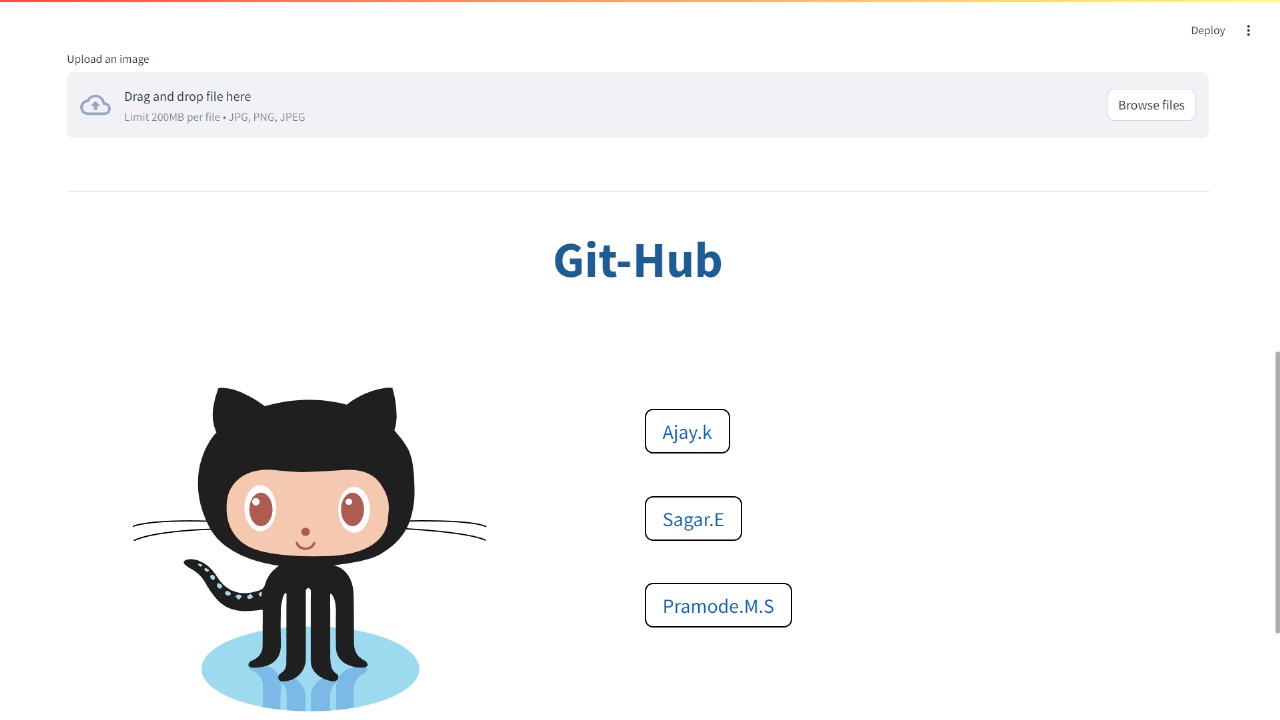 Deploy
Upload an image
Drag and drop file here
Limit 200MB per file • JPG, PNG, JPEG
Browse files
Git-Hub
Ajay.k
Sagar.E
Pramode.M.S